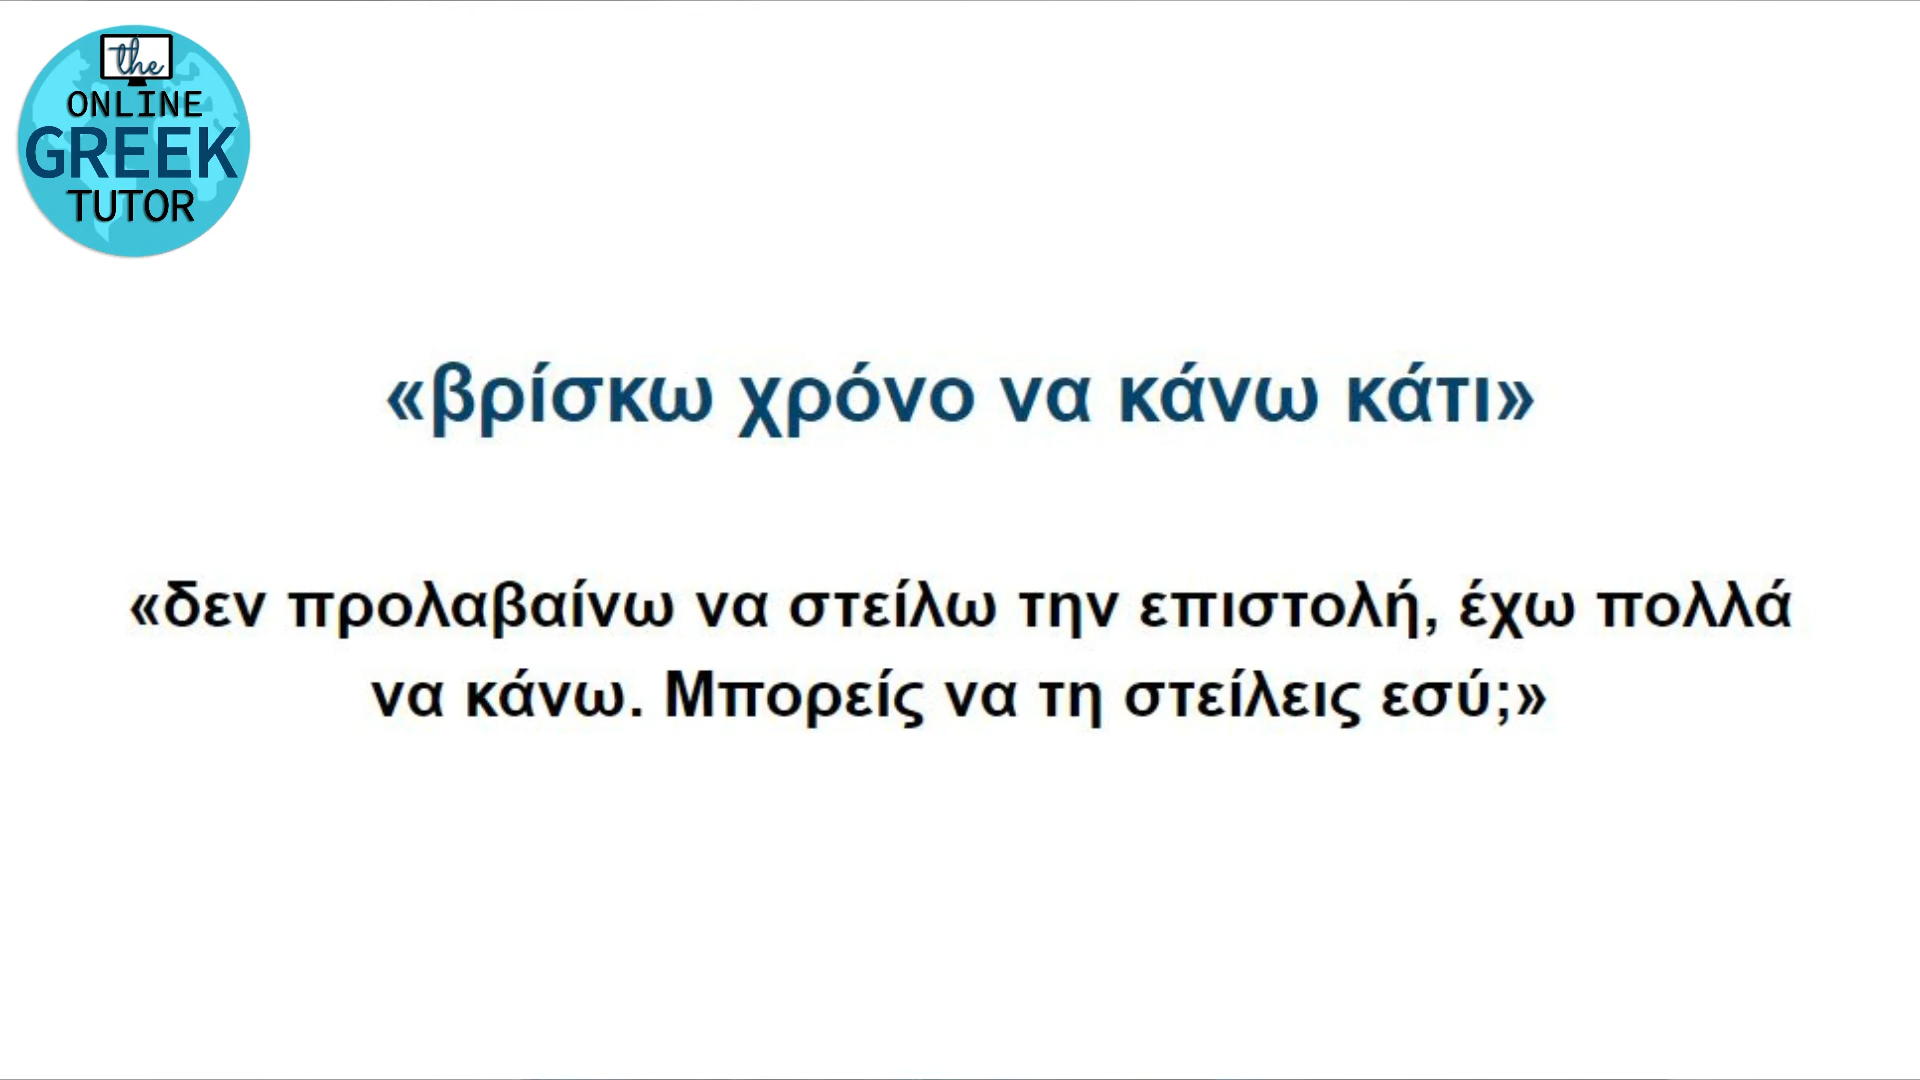 the
ONLINE
GREEK
TUTOR
«βρίσκω χρόνο να κάνω κάτι»
«δεν προλαβαίνω να στείλω την επιστολή, έχω πολλά
να κάνω. Μπορείς να τη στείλεις εσύ;»